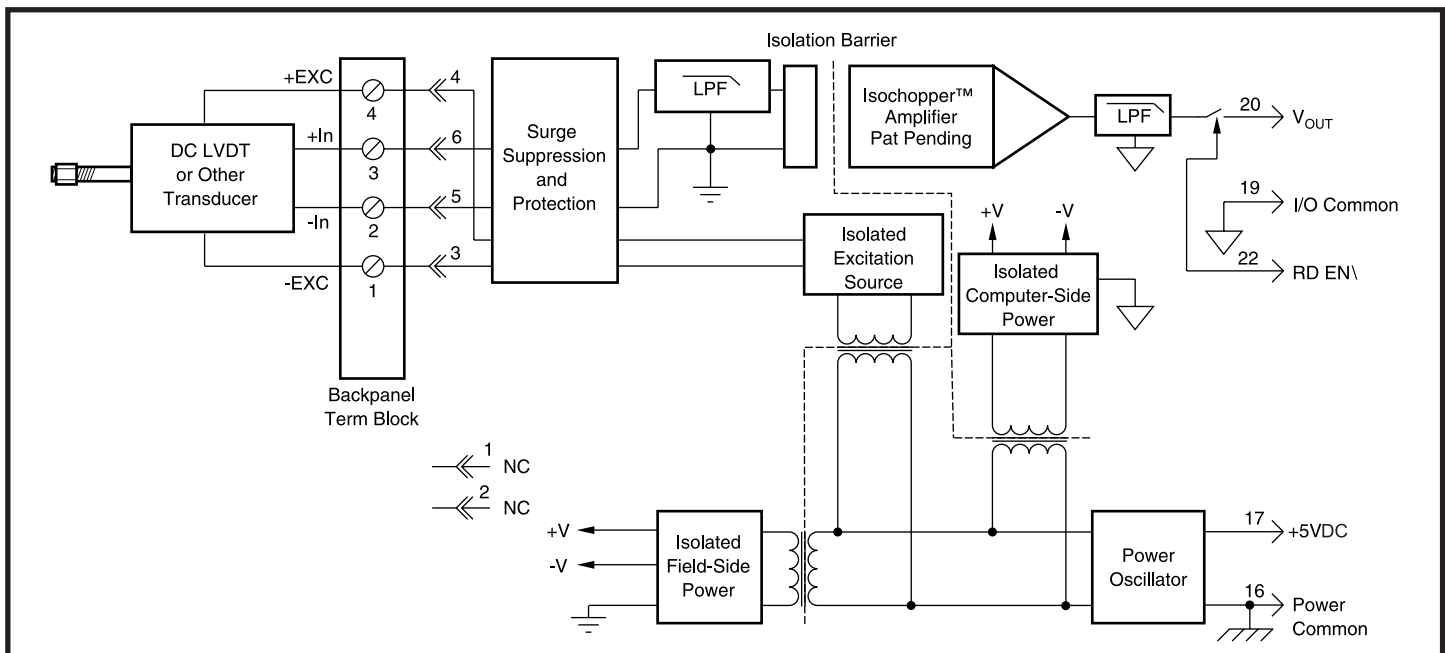 Isolation Barrier
+EXC
4
4
+In
6
3
5
-In
2
3
-EXC
1
DC LVDT
or Other
Transducer
Backpanel
Term Block
Surge
Suppression
and
Protection
LPF
Isochopper™
Amplifier
Pat Pending
LPF
20
VOUT
19
I/O Common
22
RD EN\
Isolated
Excitation
Source
+V
-V
Isolated
Computer-Side
Power
1
NC
2
NC
+V
-V
Isolated
Field-Side
Power
Power
Oscillator
17
+5VDC
16
Power
Common